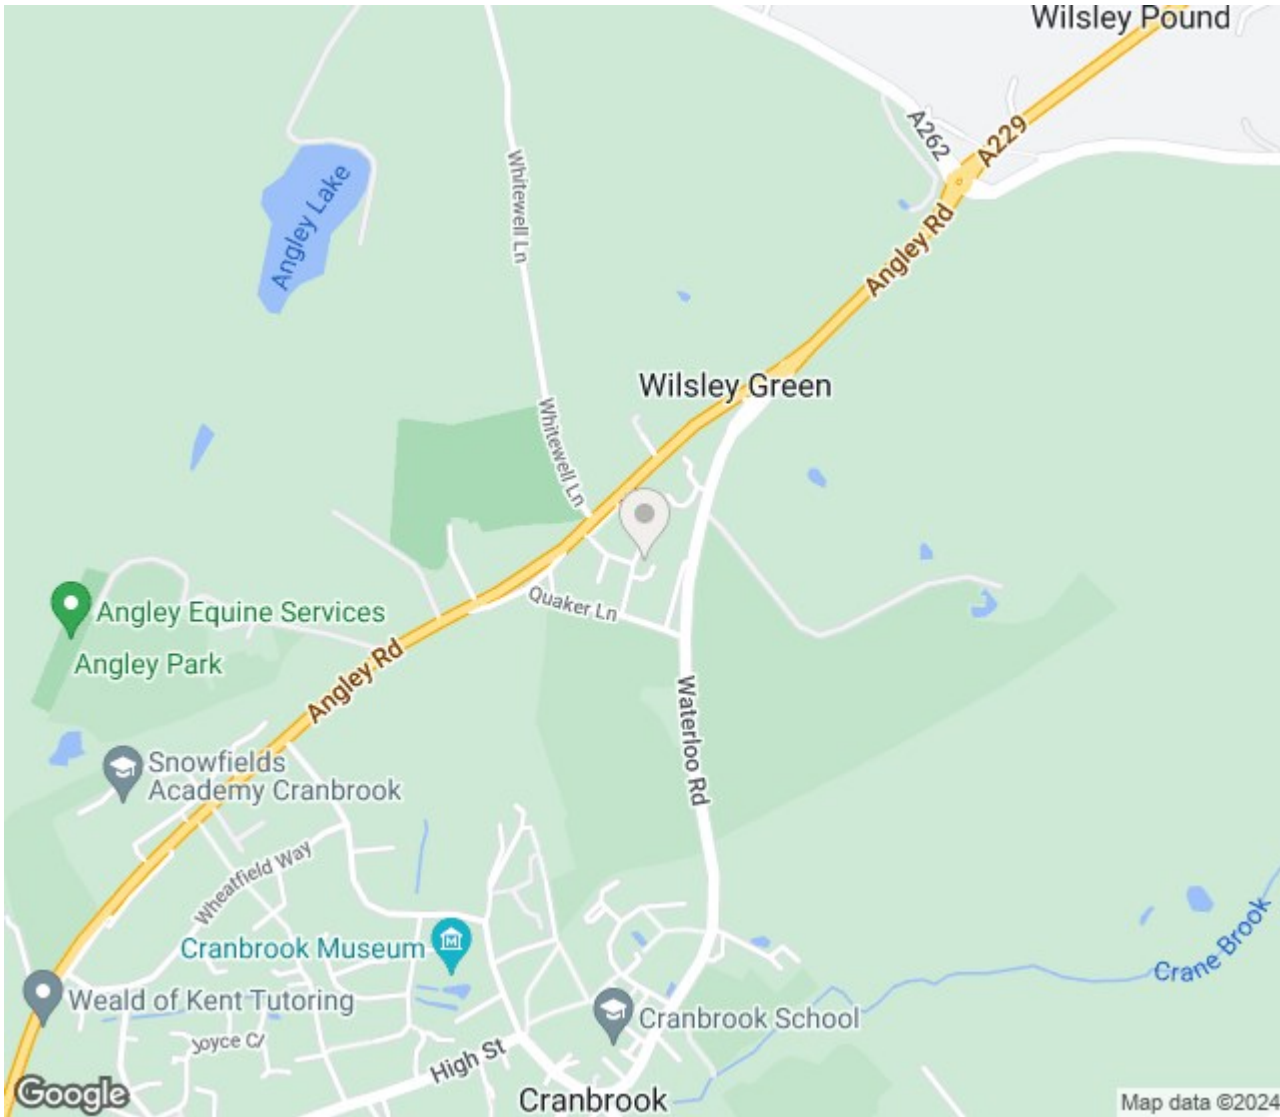 Wilsley Pound
A262
A229
Whitewell Ln
Angley Lake
Angley Rd
Wilsley Green
Whitewell Ln
Quaker Ln
Angley Equine Services
Angley Park
Angley Rd
Waterloo Rd
Snowfields
Academy Cranbrook
Wheatfield Way
Cranbrook Museum
M
Crane Brook
Weald of Kent Tutoring
Cranbrook School
Joyce Cl
High St
Cranbrook
Google
Map data ©2024